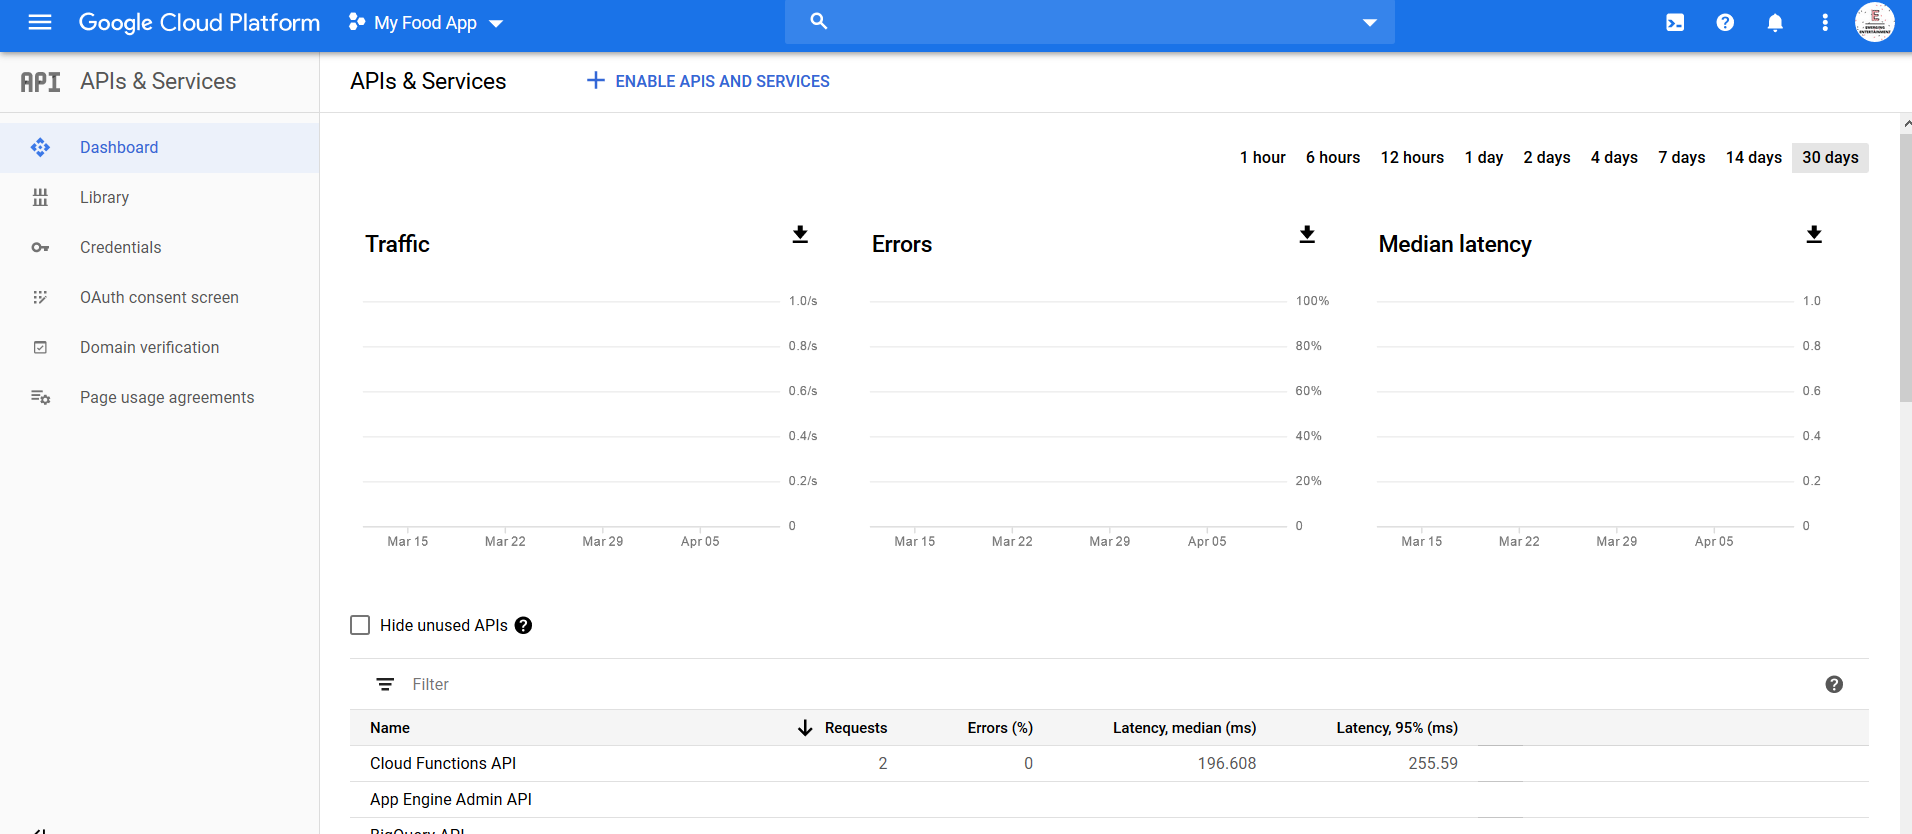 Google Cloud Platform My Food App
API APIs & Services
APIs & Services
ENABLE APIS AND SERVICES
Dashboard
Library
Credentials
OAuth consent screen
Domain verification
Page usage agreements
1 hour 6 hours 12 hours 1 day 2 days 4 days 7 days 14 days 30 days
Traffic
1.0/s
0.8/s
0.6/s
0.4/s
0.2/s
0
Mar 15 Mar 22 Mar 29 Apr 05
Errors
100%
80%
60%
40%
20%
0
Mar 15 Mar 22 Mar 29 Apr 05
Median latency
1.0
0.8
0.6
0.4
0.2
0
Mar 15 Mar 22 Mar 29 Apr 05
Hide unused APIs
Filter
Name Requests Errors (%) Latency, median (ms) Latency, 95% (ms)
Cloud Functions API 2 0 196.608 255.59
App Engine Admin API
BigQuery API